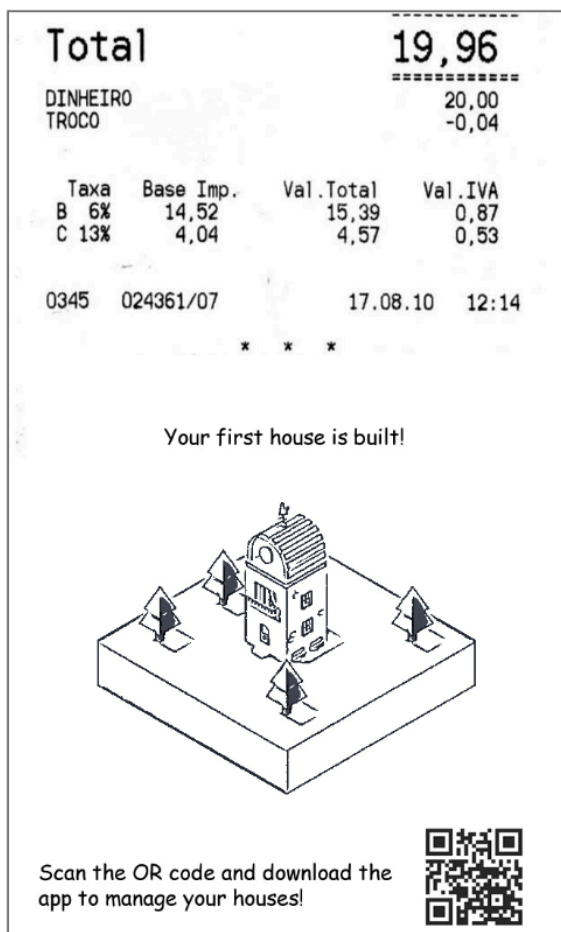 Total 19,96
DINHEIRO 20,00
TROCO -0,04
Taxa Base Imp. Val.Total Val.IVA
B 6% 14,52 15,39 0,87
C 13% 4,04 4,57 0,53
0345 024361/07 17.08.10 12:14
* * *
Your first house is built!
Scan the QR code and download the
app to manage your houses!